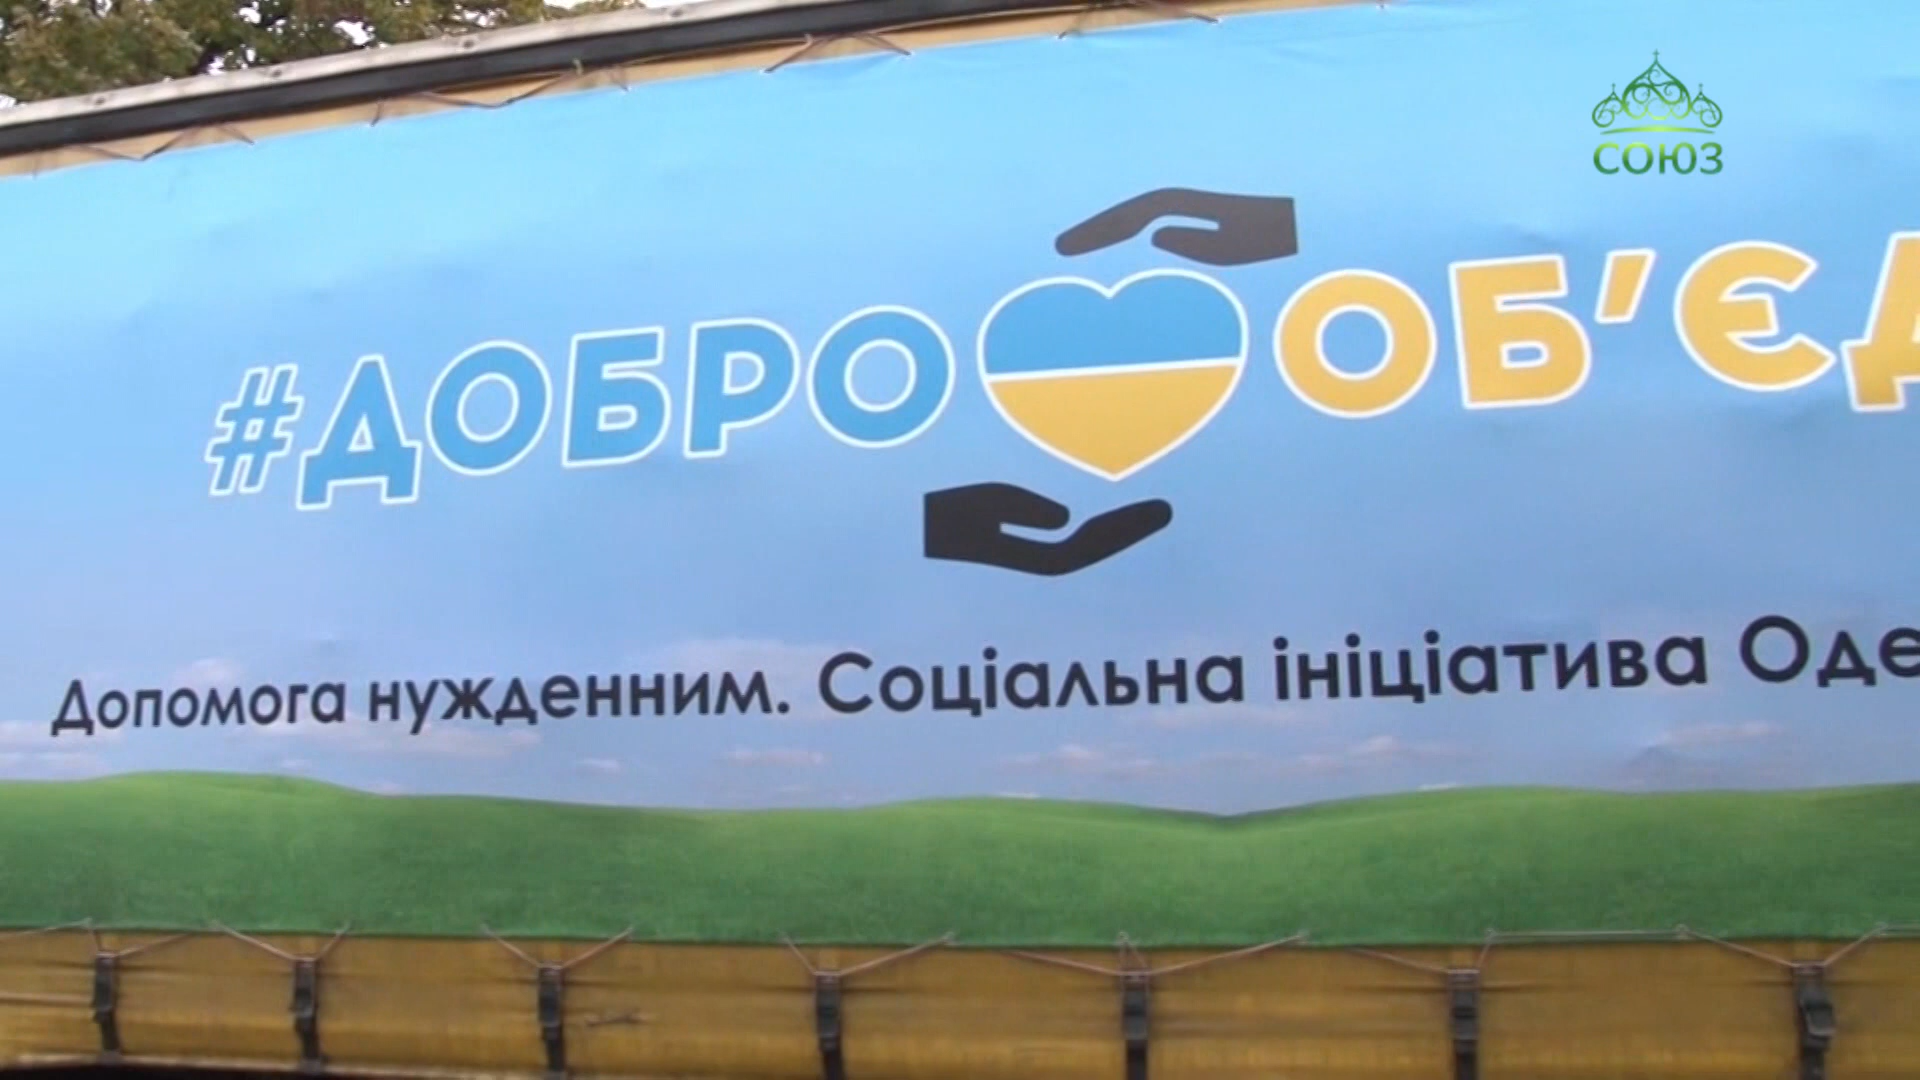 СОЮЗ
#ДОБРО ОБ'ЄД
Допомога нужденним. Соціальна ініціатива Оде